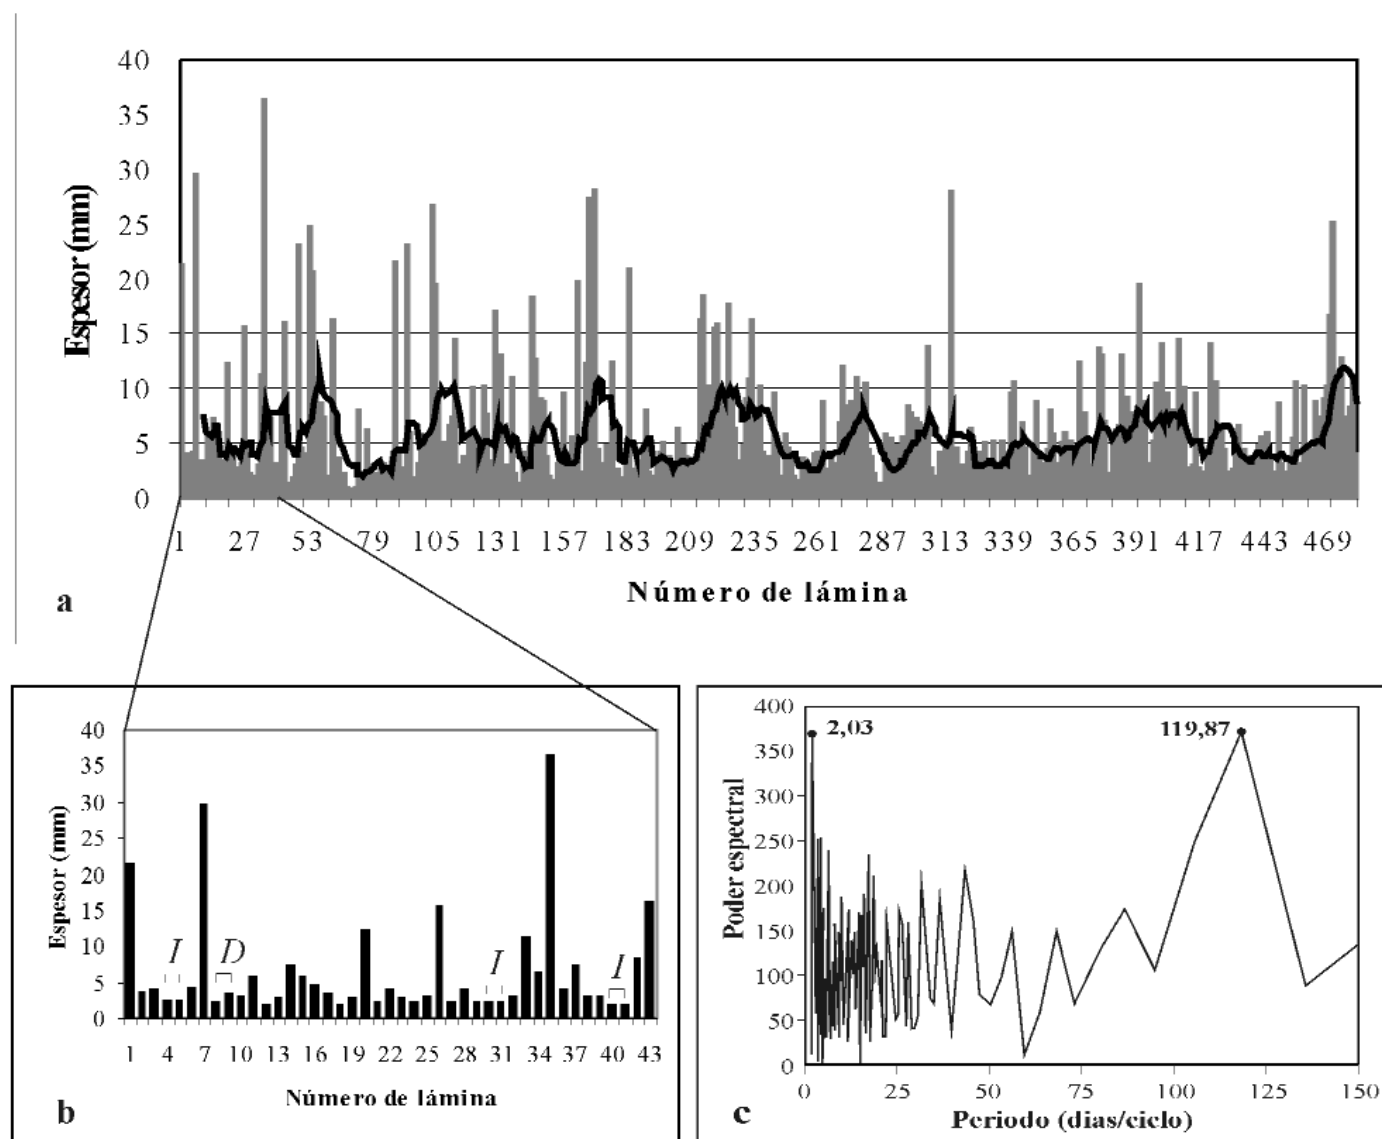 40
35
30
25
20
15
10
5
0
Espesor (mm)
1 27 53 79 105 131 157 183 209 235 261 287 313 339 365 391 417 443 469
Número de lámina
a
40
35
30
25
20
15
10
5
0
Espesor (mm)
I D I I
1 4 7 10 13 16 19 22 25 28 31 34 37 40 43
Número de lámina
b
400
350
300
250
200
150
100
50
0
Poder espectral
2,03 119,87
0 25 50 75 100 125 150
Periodo (dias/ciclo)
c